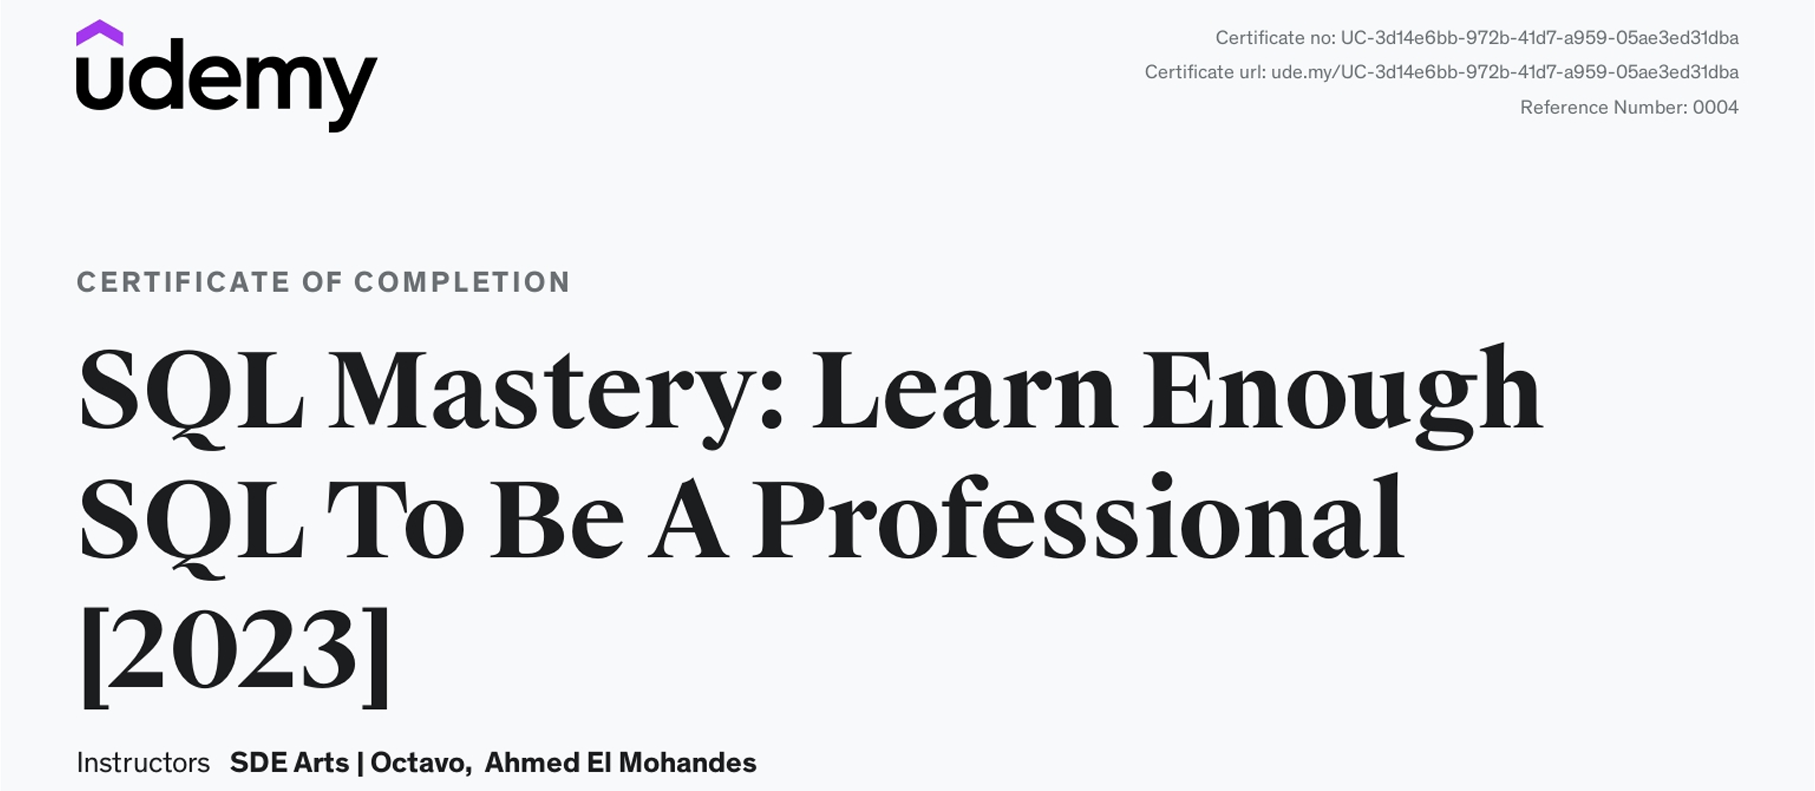 udemy
Certificate no: UC-3d14e6bb-972b-41d7-a959-05ae3ed31dba
Certificate url: ude.my/UC-3d14e6bb-972b-41d7-a959-05ae3ed31dba
Reference Number: 0004
CERTIFICATE OF COMPLETION
SQL Mastery: Learn Enough
SQL To Be A Professional
[2023]
Instructors SDE Arts | Octavo, Ahmed El Mohandes